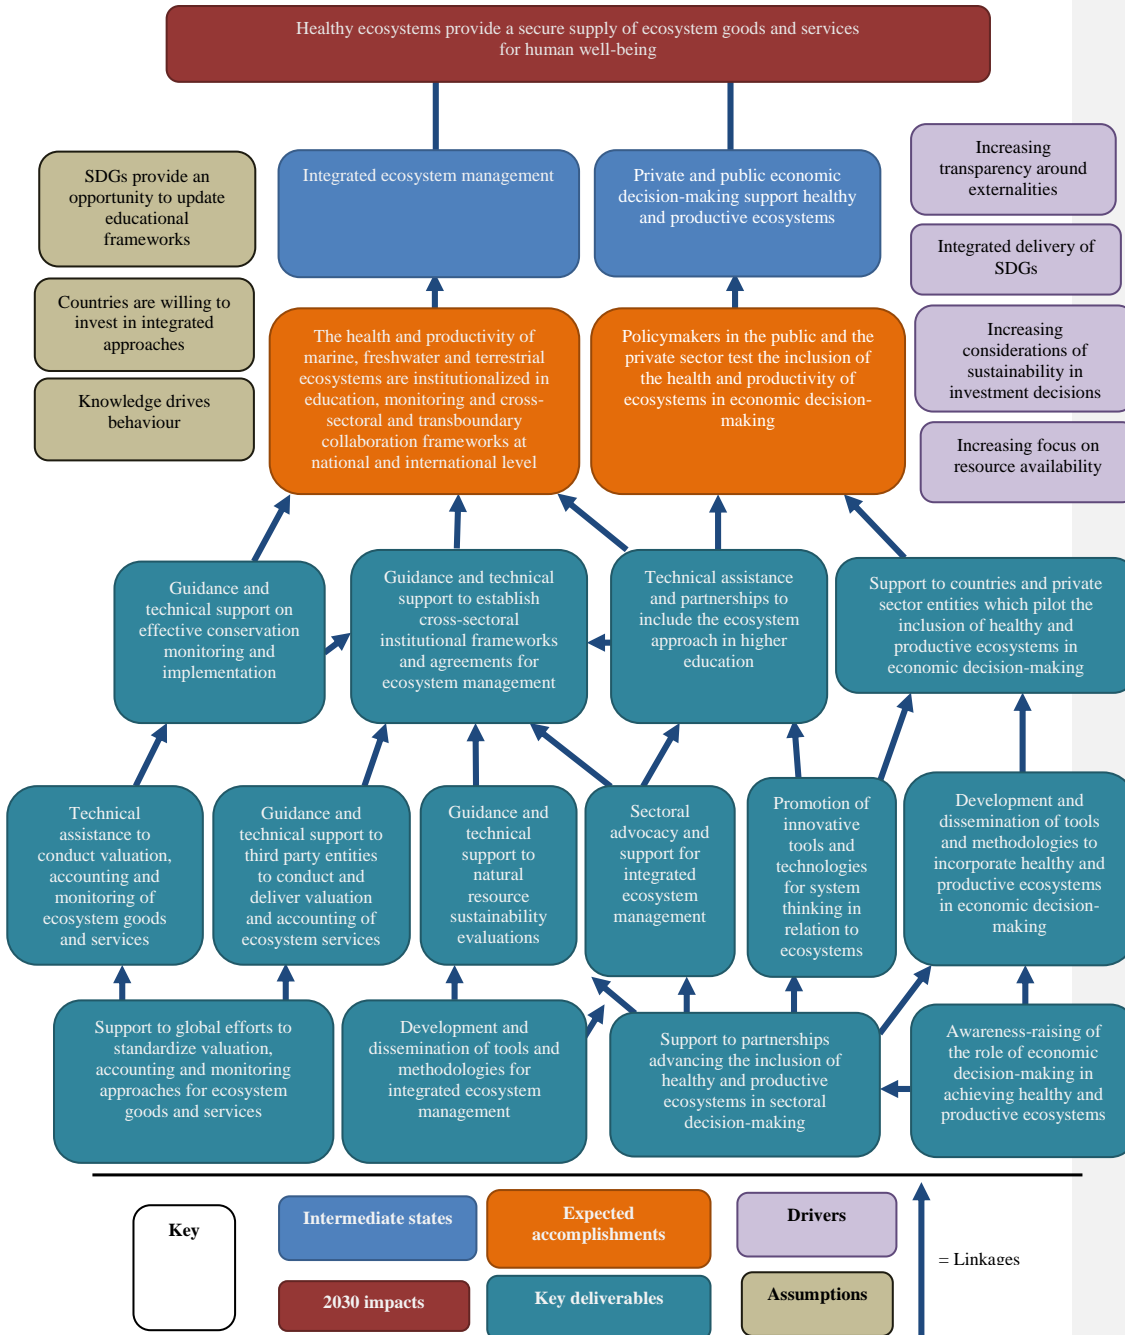 Healthy ecosystems provide a secure supply of ecosystem goods and services
for human well-being
SDGs provide an
opportunity to update
educational
frameworks
Countries are willing to
invest in integrated
approaches
Knowledge drives
behaviour
Integrated ecosystem management
Private and public economic
decision-making support healthy
and productive ecosystems
Increasing
transparency around
externalities
Integrated delivery of
SDGs
Increasing
considerations of
sustainability in
investment decisions
Increasing focus on
resource availability
The health and productivity of
marine, freshwater and terrestrial
ecosystems are institutionalized in
education, monitoring and cross-
sectoral and transboundary
collaboration frameworks at
national and international level
Policymakers in the public and the
private sector test the inclusion of
the health and productivity of
ecosystems in economic decision-
making
Guidance and
technical support on
effective conservation
monitoring and
implementation
Guidance and technical
support to establish
cross-sectoral
institutional frameworks
and agreements for
ecosystem management
Technical assistance
and partnerships to
include the ecosystem
approach in higher
education
Support to countries and private
sector entities which pilot the
inclusion of healthy and
productive ecosystems in
economic decision-making
Technical
assistance to
conduct valuation,
accounting and
monitoring of
ecosystem goods
and services
Guidance and
technical support to
third party entities
to conduct and
deliver valuation
and accounting of
ecosystem services
Guidance and
technical
support to
natural
resource
sustainability
evaluations
Sectoral
advocacy and
support for
integrated
ecosystem
management
Promotion of
innovative
tools and
technologies
for system
thinking in
relation to
ecosystems
Development and
dissemination of tools
and methodologies to
incorporate healthy and
productive ecosystems
in economic decision-
making
Support to global efforts to
standardize valuation,
accounting and monitoring
approaches for ecosystem
goods and services
Development and
dissemination of tools and
methodologies for
integrated ecosystem
management
Support to partnerships
advancing the inclusion of
healthy and productive
ecosystems in sectoral
decision-making
Awareness-raising of
the role of economic
decision-making in
achieving healthy and
productive ecosystems
Key
Intermediate states
Expected
accomplishments
Drivers
= Linkages
2030 impacts
Key deliverables
Assumptions